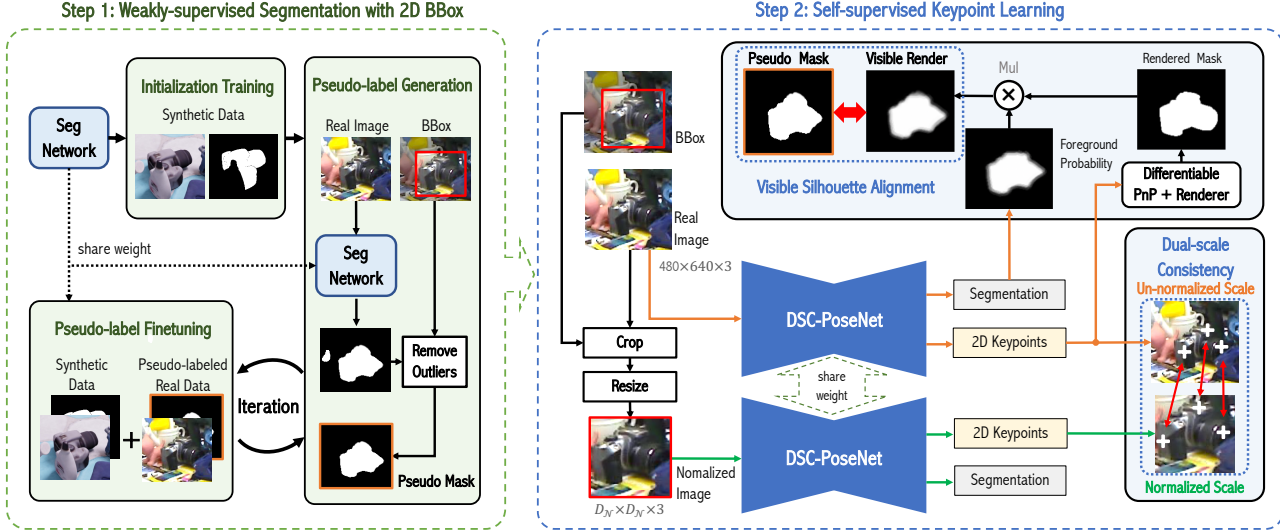 Step 1: Weakly-supervised Segmentation with 2D BBox
Seg
Network
Initialization Training
Synthetic Data
Pseudo-label Generation
Real Image
BBox
share weight
Seg
Network
Remove
Outliers
Pseudo Mask
Pseudo-label Finetuning
Synthetic
Data
Pseudo-labeled
Real Data
+
Iteration
Step 2: Self-supervised Keypoint Learning
BBox
Real
Image
480×640×3
Crop
Resize
Nomalized
Image
D𝒩×D𝒩×3
Pseudo Mask
Visible Render
Visible Silhouette Alignment
Mul
Foreground
Probability
Rendered Mask
Differentiable
PnP + Renderer
DSC-PoseNet
Segmentation
2D Keypoints
share
weight
DSC-PoseNet
2D Keypoints
Segmentation
Dual-scale
Consistency
Un-normalized Scale
Normalized Scale